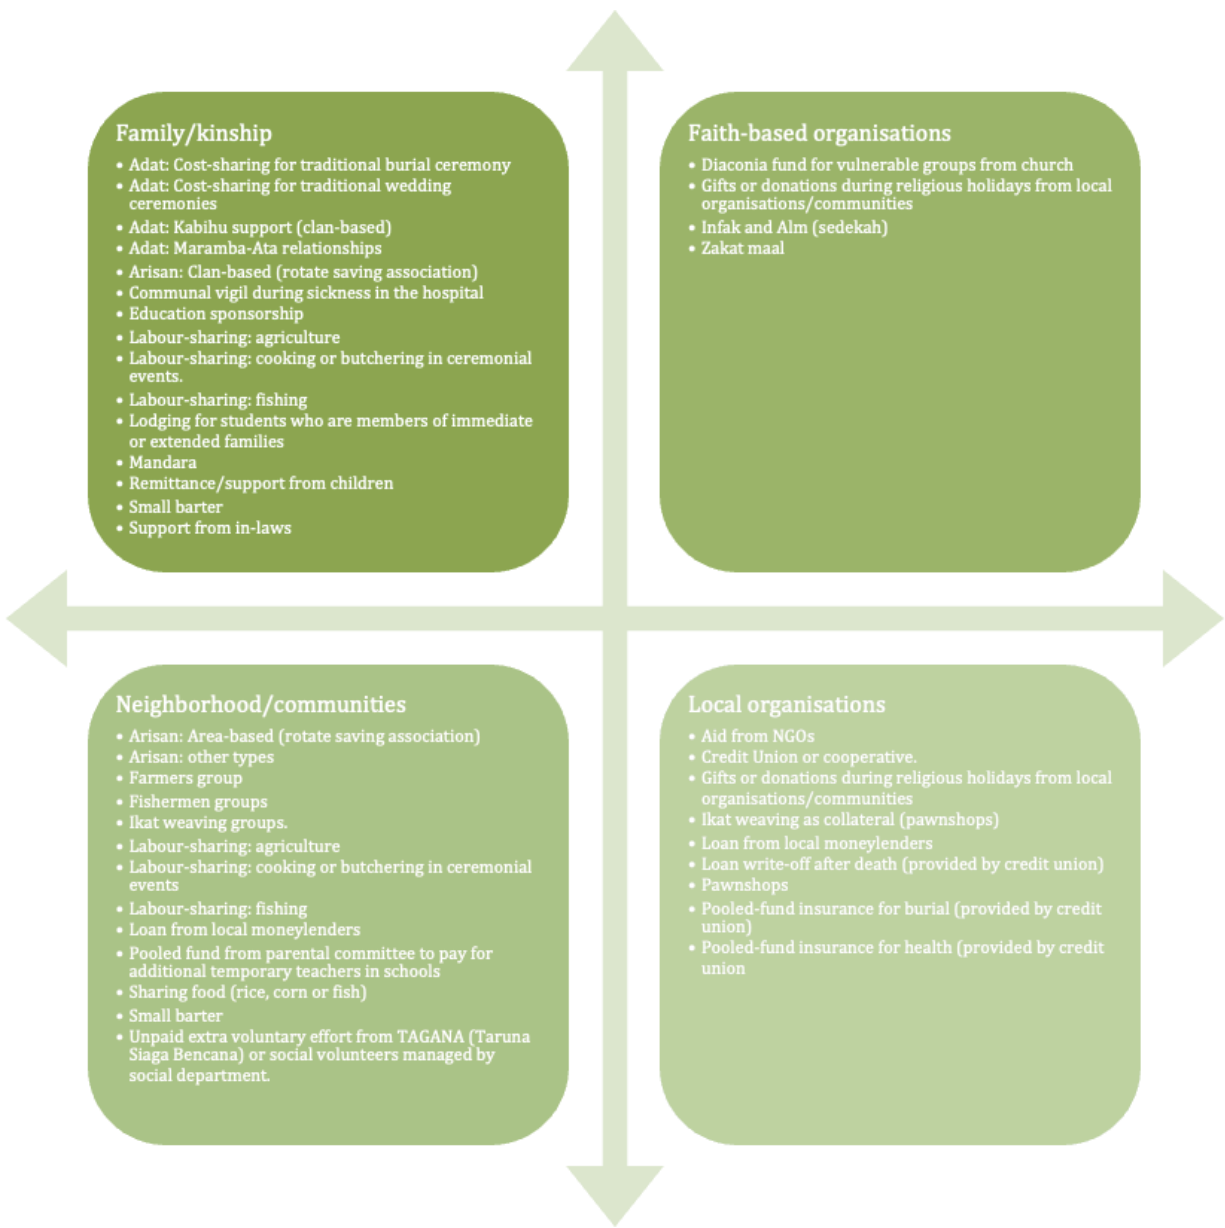 Family/kinship
• Adat: Cost-sharing for traditional burial ceremony
• Adat: Cost-sharing for traditional wedding
ceremonies
• Adat: Kabihu support (clan-based)
• Adat: Maramba-Ata relationships
• Arisan: Clan-based (rotate saving association)
• Communal vigil during sickness in the hospital
• Education sponsorship
• Labour-sharing: agriculture
• Labour-sharing: cooking or butchering in ceremonial
events.
• Labour-sharing: fishing
• Lodging for students who are members of immediate
or extended families
• Mandara
• Remittance/support from children
• Small barter
• Support from in-laws
Faith-based organisations
• Diaconia fund for vulnerable groups from church
• Gifts or donations during religious holidays from local
organisations/communities
• Infak and Alm (sedekah)
• Zakat maal
Neighborhood/communities
• Arisan: Area-based (rotate saving association)
• Arisan: other types
• Farmers group
• Fishermen groups
• Ikat weaving groups.
• Labour-sharing: agriculture
• Labour-sharing: cooking or butchering in ceremonial
events
• Labour-sharing: fishing
• Loan from local moneylenders
• Pooled fund from parental committee to pay for
additional temporary teachers in schools
• Sharing food (rice, corn or fish)
• Small barter
• Unpaid extra voluntary effort from TAGANA (Taruna
Siaga Bencana) or social volunteers managed by
social department.
Local organisations
• Aid from NGOs
• Credit Union or cooperative.
• Gifts or donations during religious holidays from local
organisations/communities
• Ikat weaving as collateral (pawnshops)
• Loan from local moneylenders
• Loan write-off after death (provided by credit union)
• Pawnshops
• Pooled-fund insurance for burial (provided by credit
union)
• Pooled-fund insurance for health (provided by credit
union